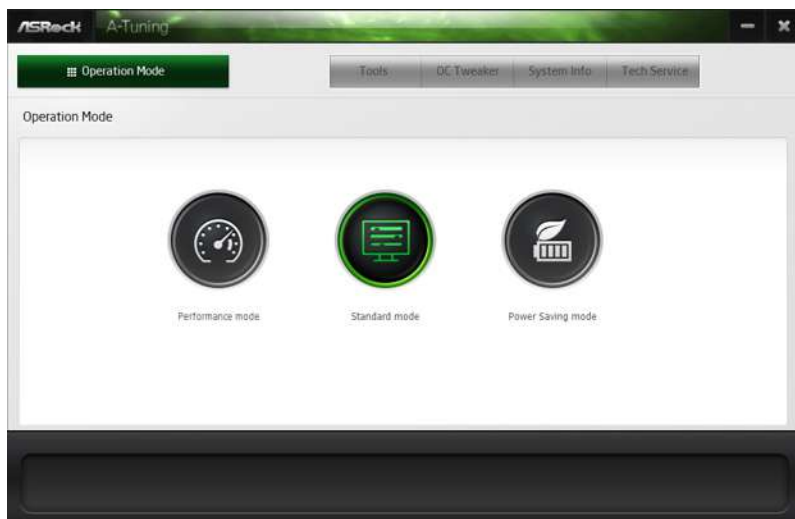 ASRock A-Tuning
Operation Mode Tools OC Tweaker System Info Tech Service
Operation Mode
Performance mode Standard mode Power Saving mode